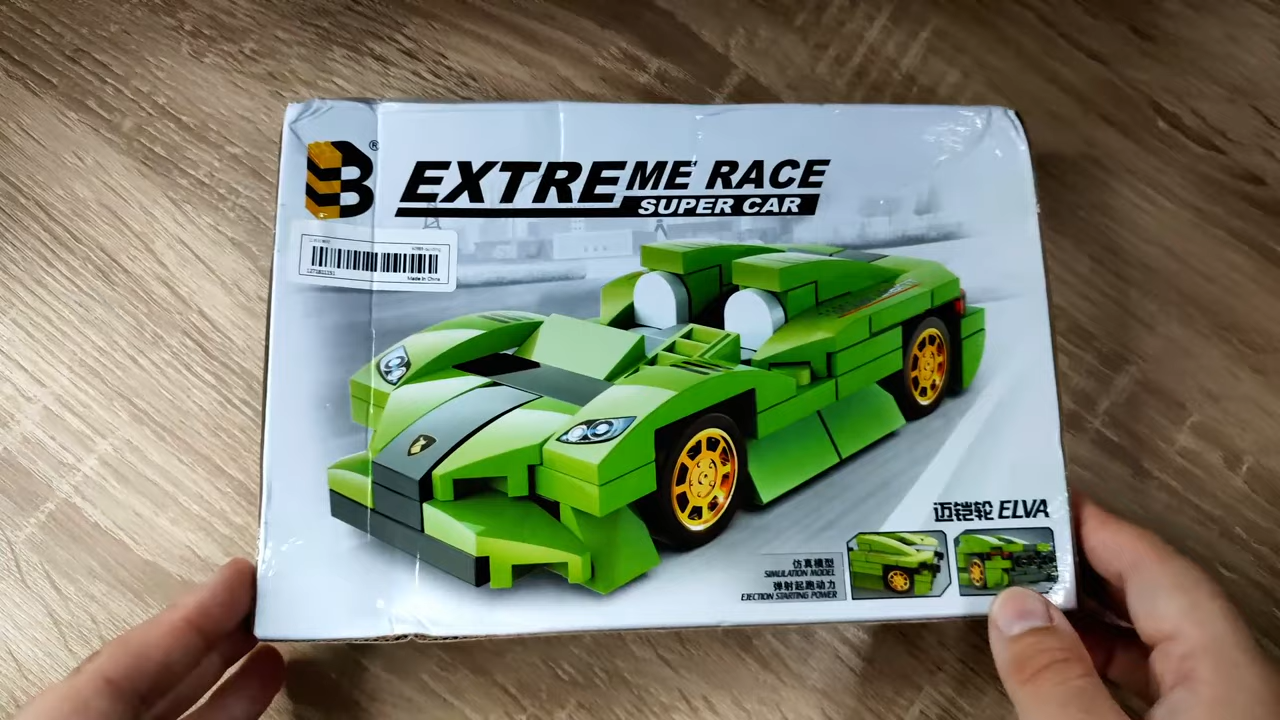 B®
EXTREME RACE
SUPER CAR
Made In China
迈铠轮 ELVA
仿真模型
SIMULATION MODEL
弹射起跑动力
EJECTION STARTING POWER